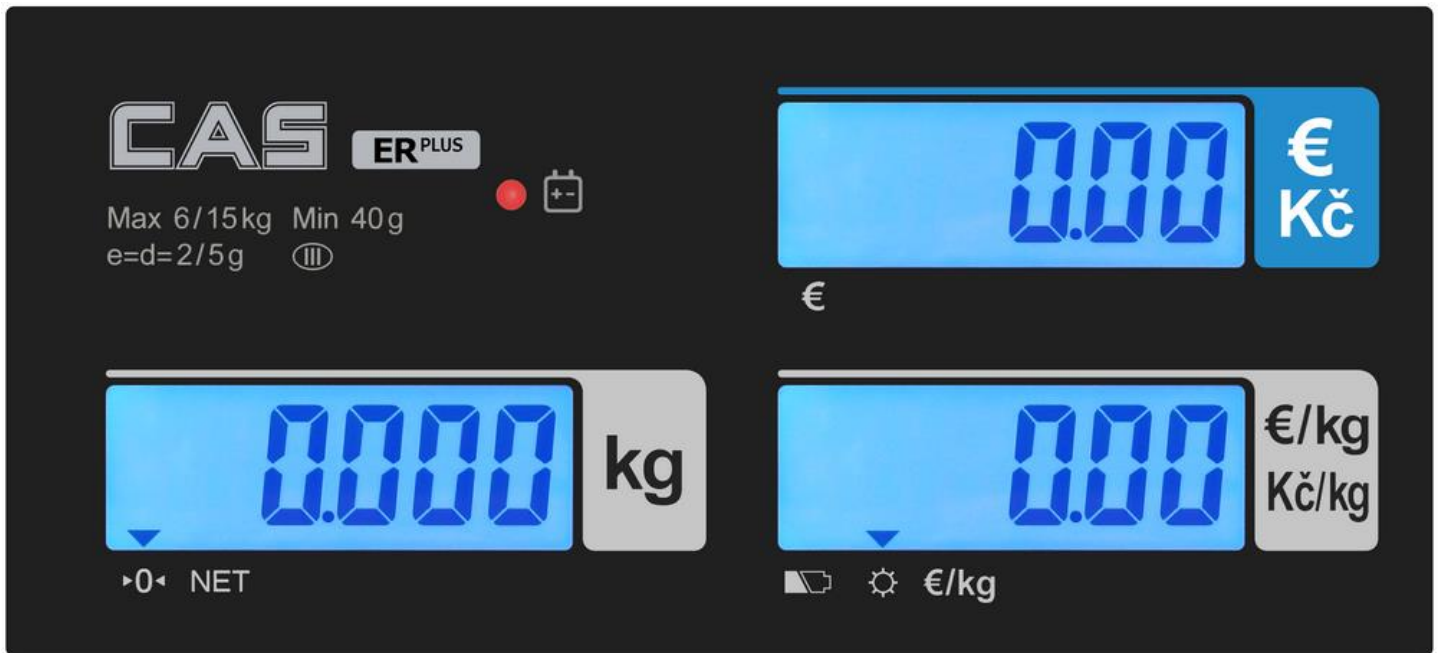 CAS
ER PLUS
Max 6/15kg Min 40g
e=d=2/5g III
0.00
€
Kč
€
0.000
kg
0.00
€/kg
Kč/kg
▸0◂ NET
€/kg